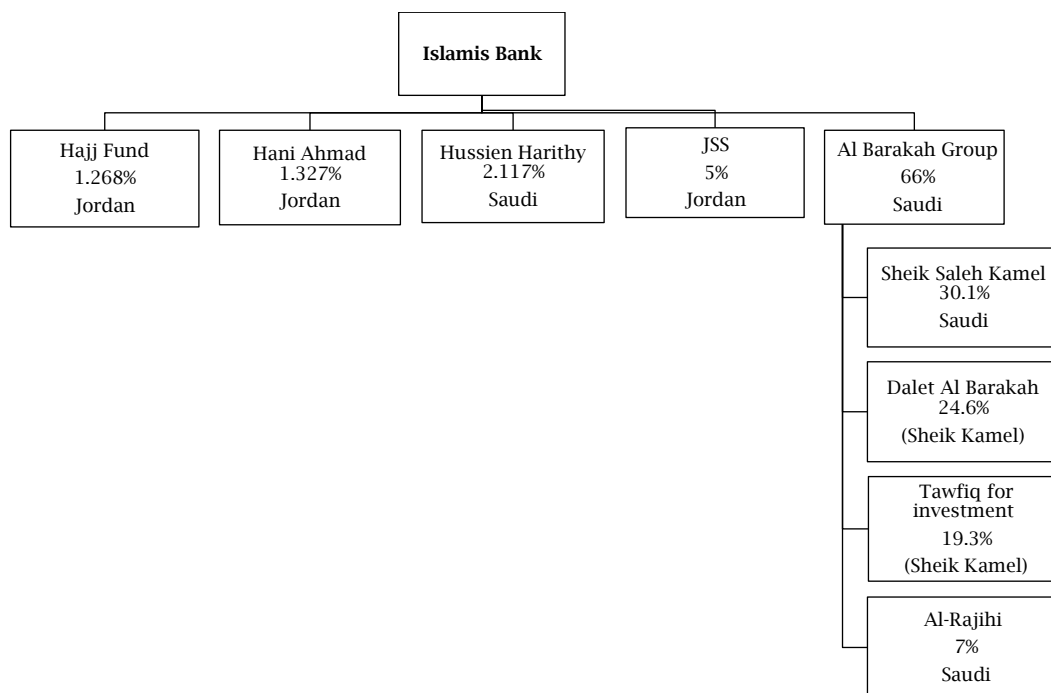 Islamis Bank
Hajj Fund
1.268%
Jordan
Hani Ahmad
1.327%
Jordan
Hussien Harithy
2.117%
Saudi
JSS
5%
Jordan
Al Barakah Group
66%
Saudi
Sheik Saleh Kamel
30.1%
Saudi
Dalet Al Barakah
24.6%
(Sheik Kamel)
Tawfiq for
investment
19.3%
(Sheik Kamel)
Al-Rajihi
7%
Saudi